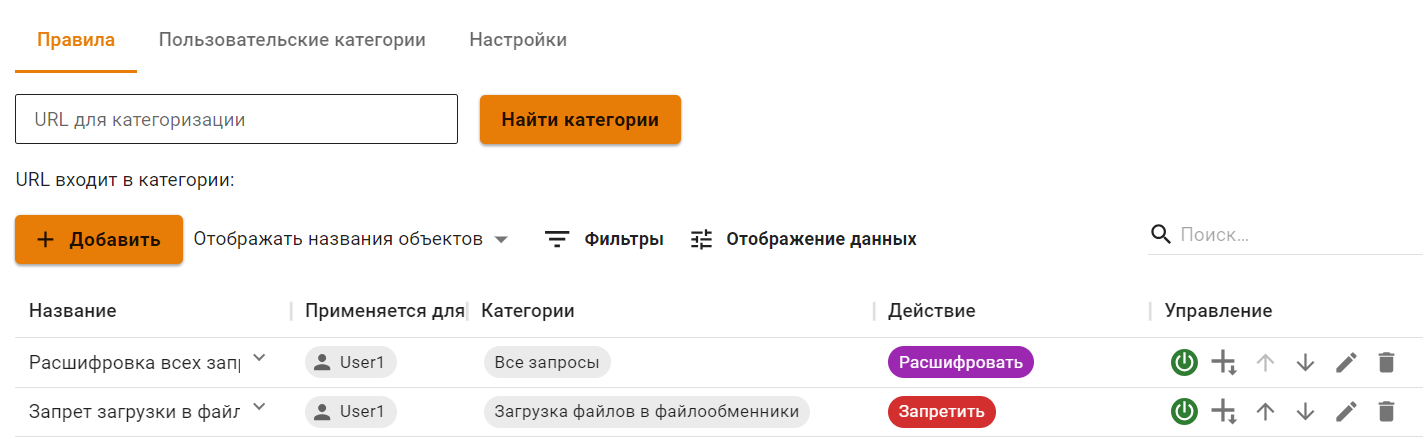 Правила Пользовательские категории Настройки
URL для категоризации Найти категории
URL входит в категории:
Добавить Отображать названия объектов Фильтры Отображение данных Поиск...
Название Применяется для Категории Действие Управление
Расшифровка всех зап User1 Все запросы Расшифровать
Запрет загрузки в файл User1 Загрузка файлов в файлообменники Запретить